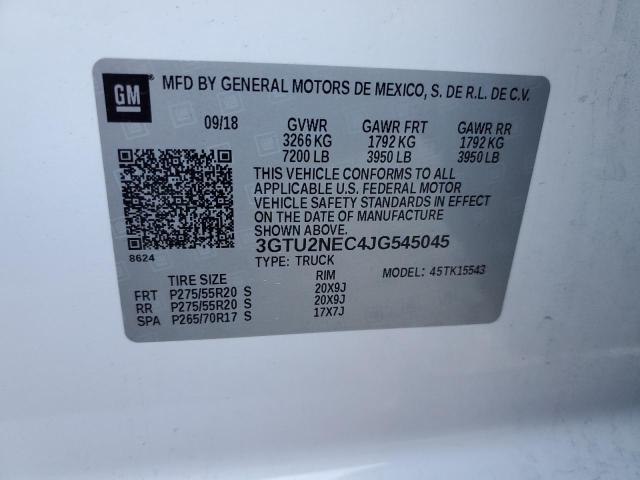 GM
MFD BY GENERAL MOTORS DE MEXICO, S. DE R.L. DE C.V.
09/18 GVWR GAWR FRT GAWR RR
3266 KG 1792 KG 1792 KG
7200 LB 3950 LB 3950 LB
THIS VEHICLE CONFORMS TO ALL
APPLICABLE U.S. FEDERAL MOTOR
VEHICLE SAFETY STANDARDS IN EFFECT
ON THE DATE OF MANUFACTURE
SHOWN ABOVE.
3GTU2NEC4JG545045
8624
TYPE: TRUCK MODEL: 45TK15543
TIRE SIZE RIM
FRT P275/55R20 S 20X9J
RR P275/55R20 S 20X9J
SPA P265/70R17 S 17X7J